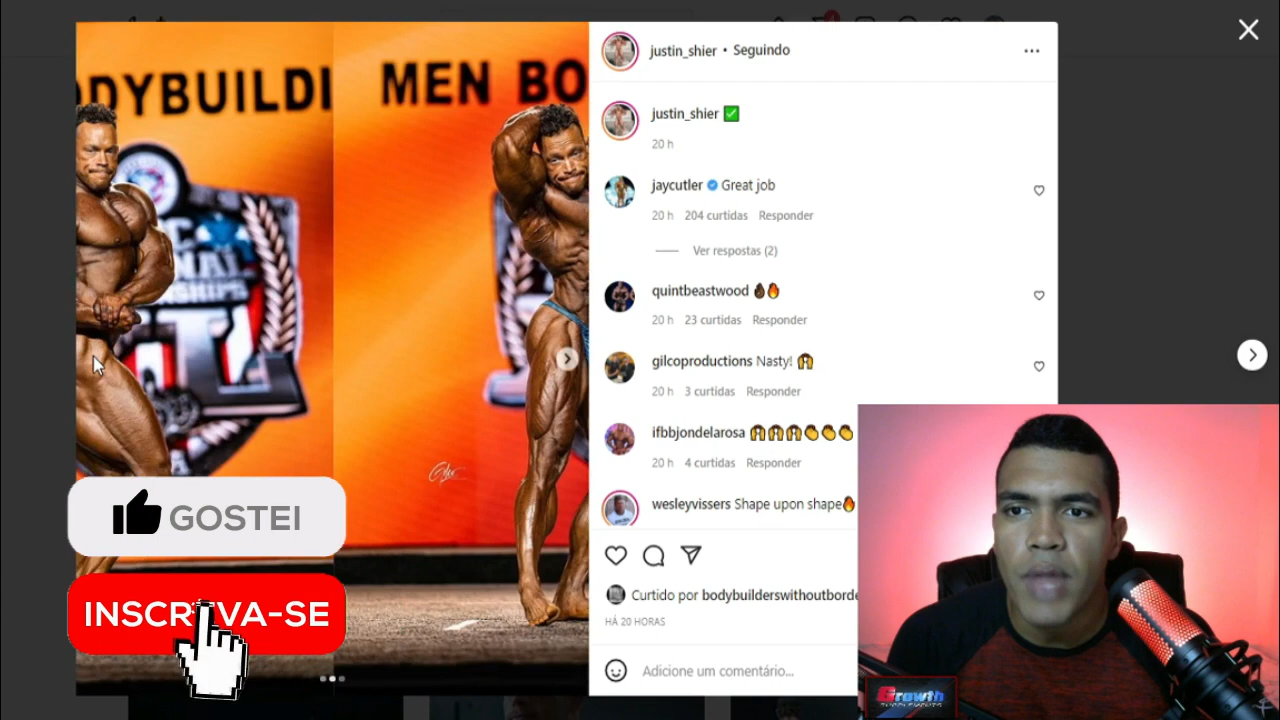 ODYBUILDI
MEN BO
NAL
justin_shier • Seguindo
justin_shier ✅
20 h
jaycutler Great job
20 h 204 curtidas Responder
Ver respostas (2)
quintbeastwood ✊🏿🔥
20 h 23 curtidas Responder
gilcoproductions Nasty! 🙌
20 h 3 curtidas Responder
ifbbjondelarosa 🙌🙌🙌👏👏👏
20 h 4 curtidas Responder
wesleyvissers Shape upon shape🔥
Curtido por bodybuilderswithoutborde
HÁ 20 HORAS
Adicione um comentário...
GOSTEI
INSCREVA-SE
Growth